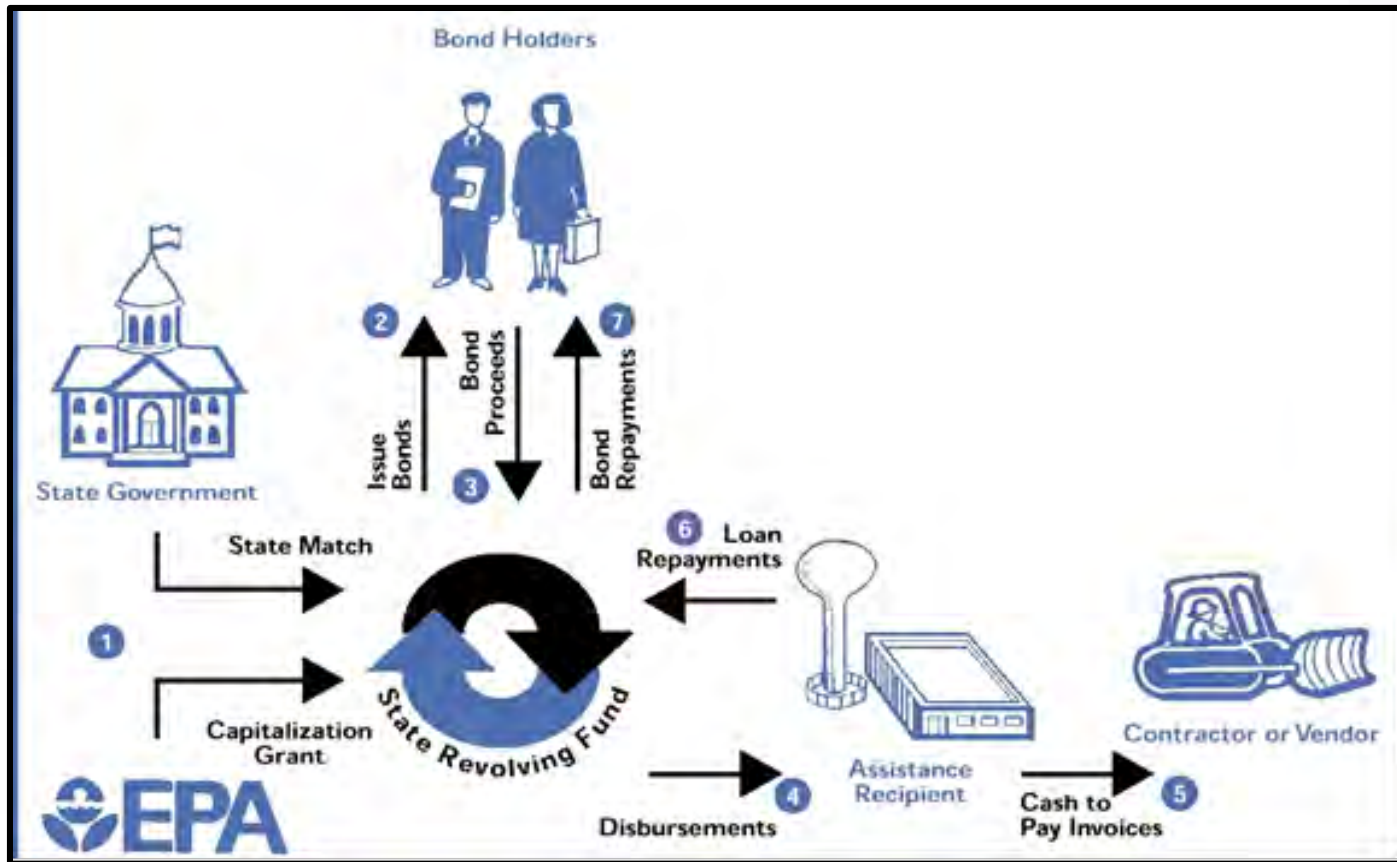 Bond Holders
2
7
Issue
Bonds
Bond
Proceeds
Bond
Repayments
3
State Government
State Match
6
Loan
Repayments
1
Capitalization
Grant
State Revolving Fund
EPA
Disbursements
4
Assistance
Recipient
Contractor or Vendor
Cash to
Pay Invoices
5